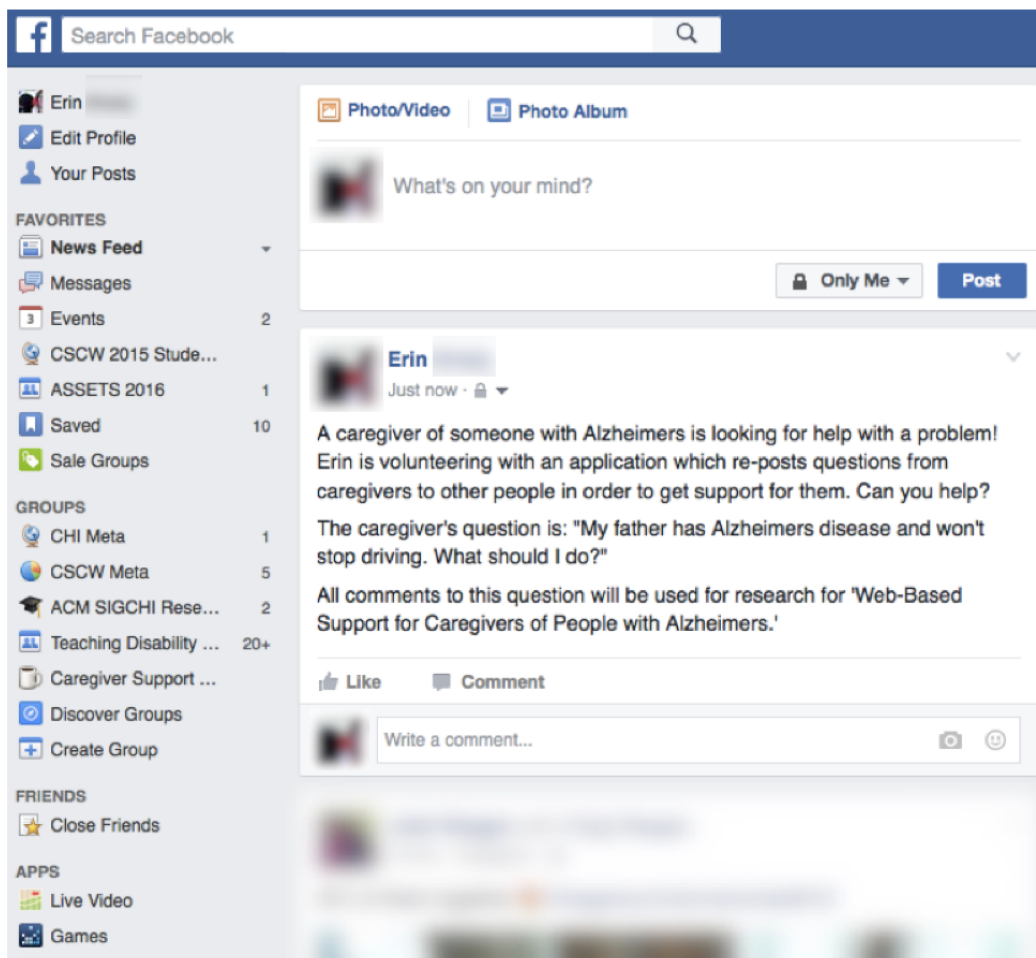 f
Search Facebook
Erin
Edit Profile
Your Posts
FAVORITES
News Feed
Messages
3 Events 2
CSCW 2015 Stude...
ASSETS 2016 1
Saved 10
Sale Groups
GROUPS
CHI Meta 1
CSCW Meta 5
ACM SIGCHI Rese... 2
Teaching Disability ... 20+
Caregiver Support ...
Discover Groups
Create Group
FRIENDS
Close Friends
APPS
Live Video
Games
Photo/Video Photo Album
What's on your mind?
Only Me Post
Erin
Just now ·
A caregiver of someone with Alzheimers is looking for help with a problem!
Erin is volunteering with an application which re-posts questions from
caregivers to other people in order to get support for them. Can you help?
The caregiver's question is: "My father has Alzheimers disease and won't
stop driving. What should I do?"
All comments to this question will be used for research for 'Web-Based
Support for Caregivers of People with Alzheimers.'
Like Comment
Write a comment...